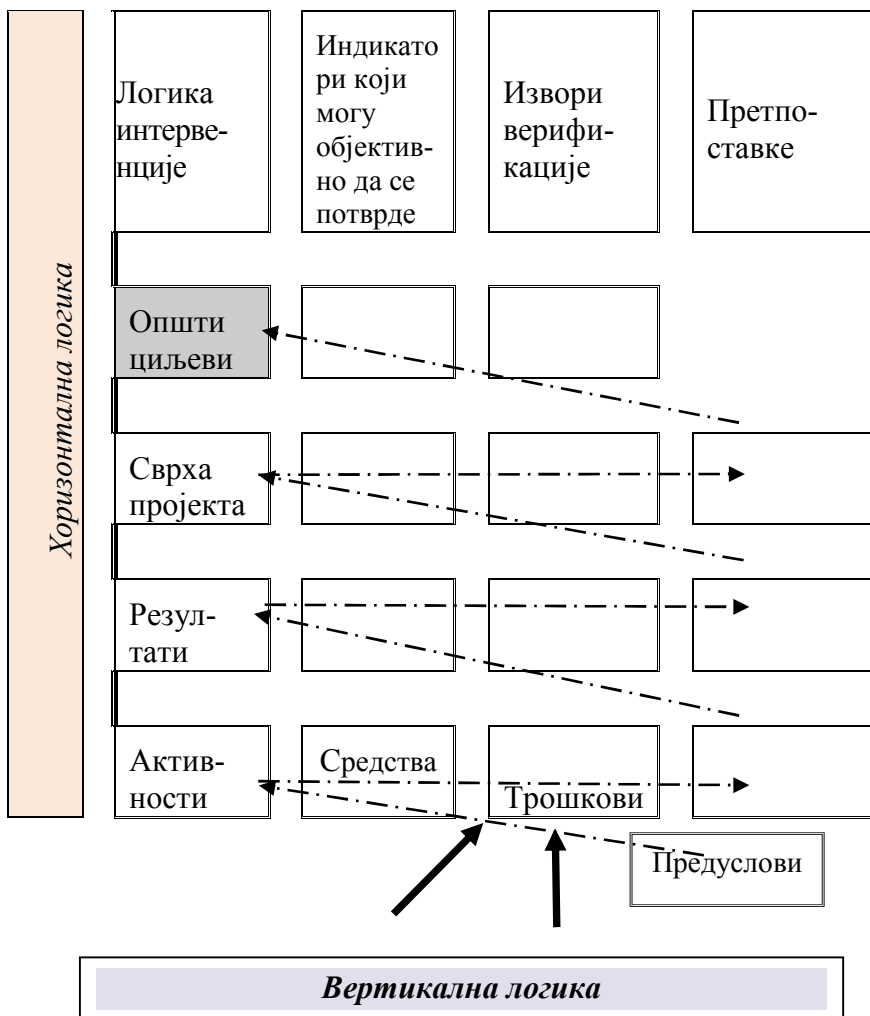 Хоризонтална логика
Логика
интерве-
нције
Индикато
ри који
могу
објектив-
но да се
потврде
Извори
верифи-
кације
Претпо-
ставке
Општи
циљеви
Сврха
пројекта
Резул-
тати
Актив-
ности
Средства
Трошкови
Предуслови
Вертикална логика